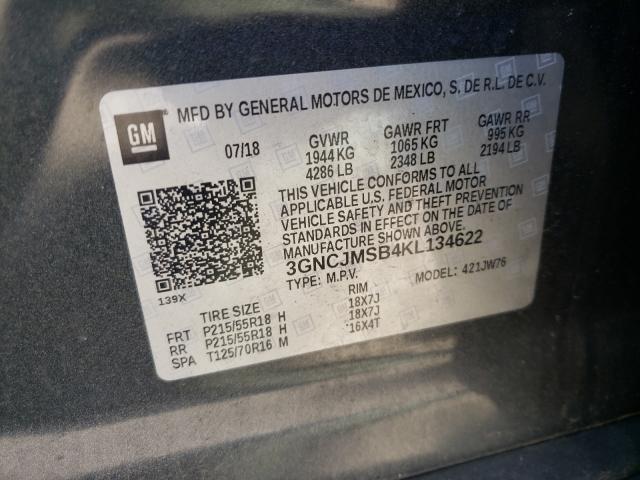 MFD BY GENERAL MOTORS DE MEXICO, S. DE R.L. DE C.V.
GM
07/18 GVWR GAWR FRT GAWR RR
1944 KG 1065 KG 995 KG
4286 LB 2348 LB 2194 LB
THIS VEHICLE CONFORMS TO ALL
APPLICABLE U.S. FEDERAL MOTOR
VEHICLE SAFETY AND THEFT PREVENTION
STANDARDS IN EFFECT ON THE DATE OF
MANUFACTURE SHOWN ABOVE.
3GNCJMSB4KL134622
139X TYPE: M.P.V. MODEL: 421JW76
TIRE SIZE RIM
FRT P215/55R18 H 18X7J
RR P215/55R18 H 18X7J
SPA T125/70R16 M 16X4T